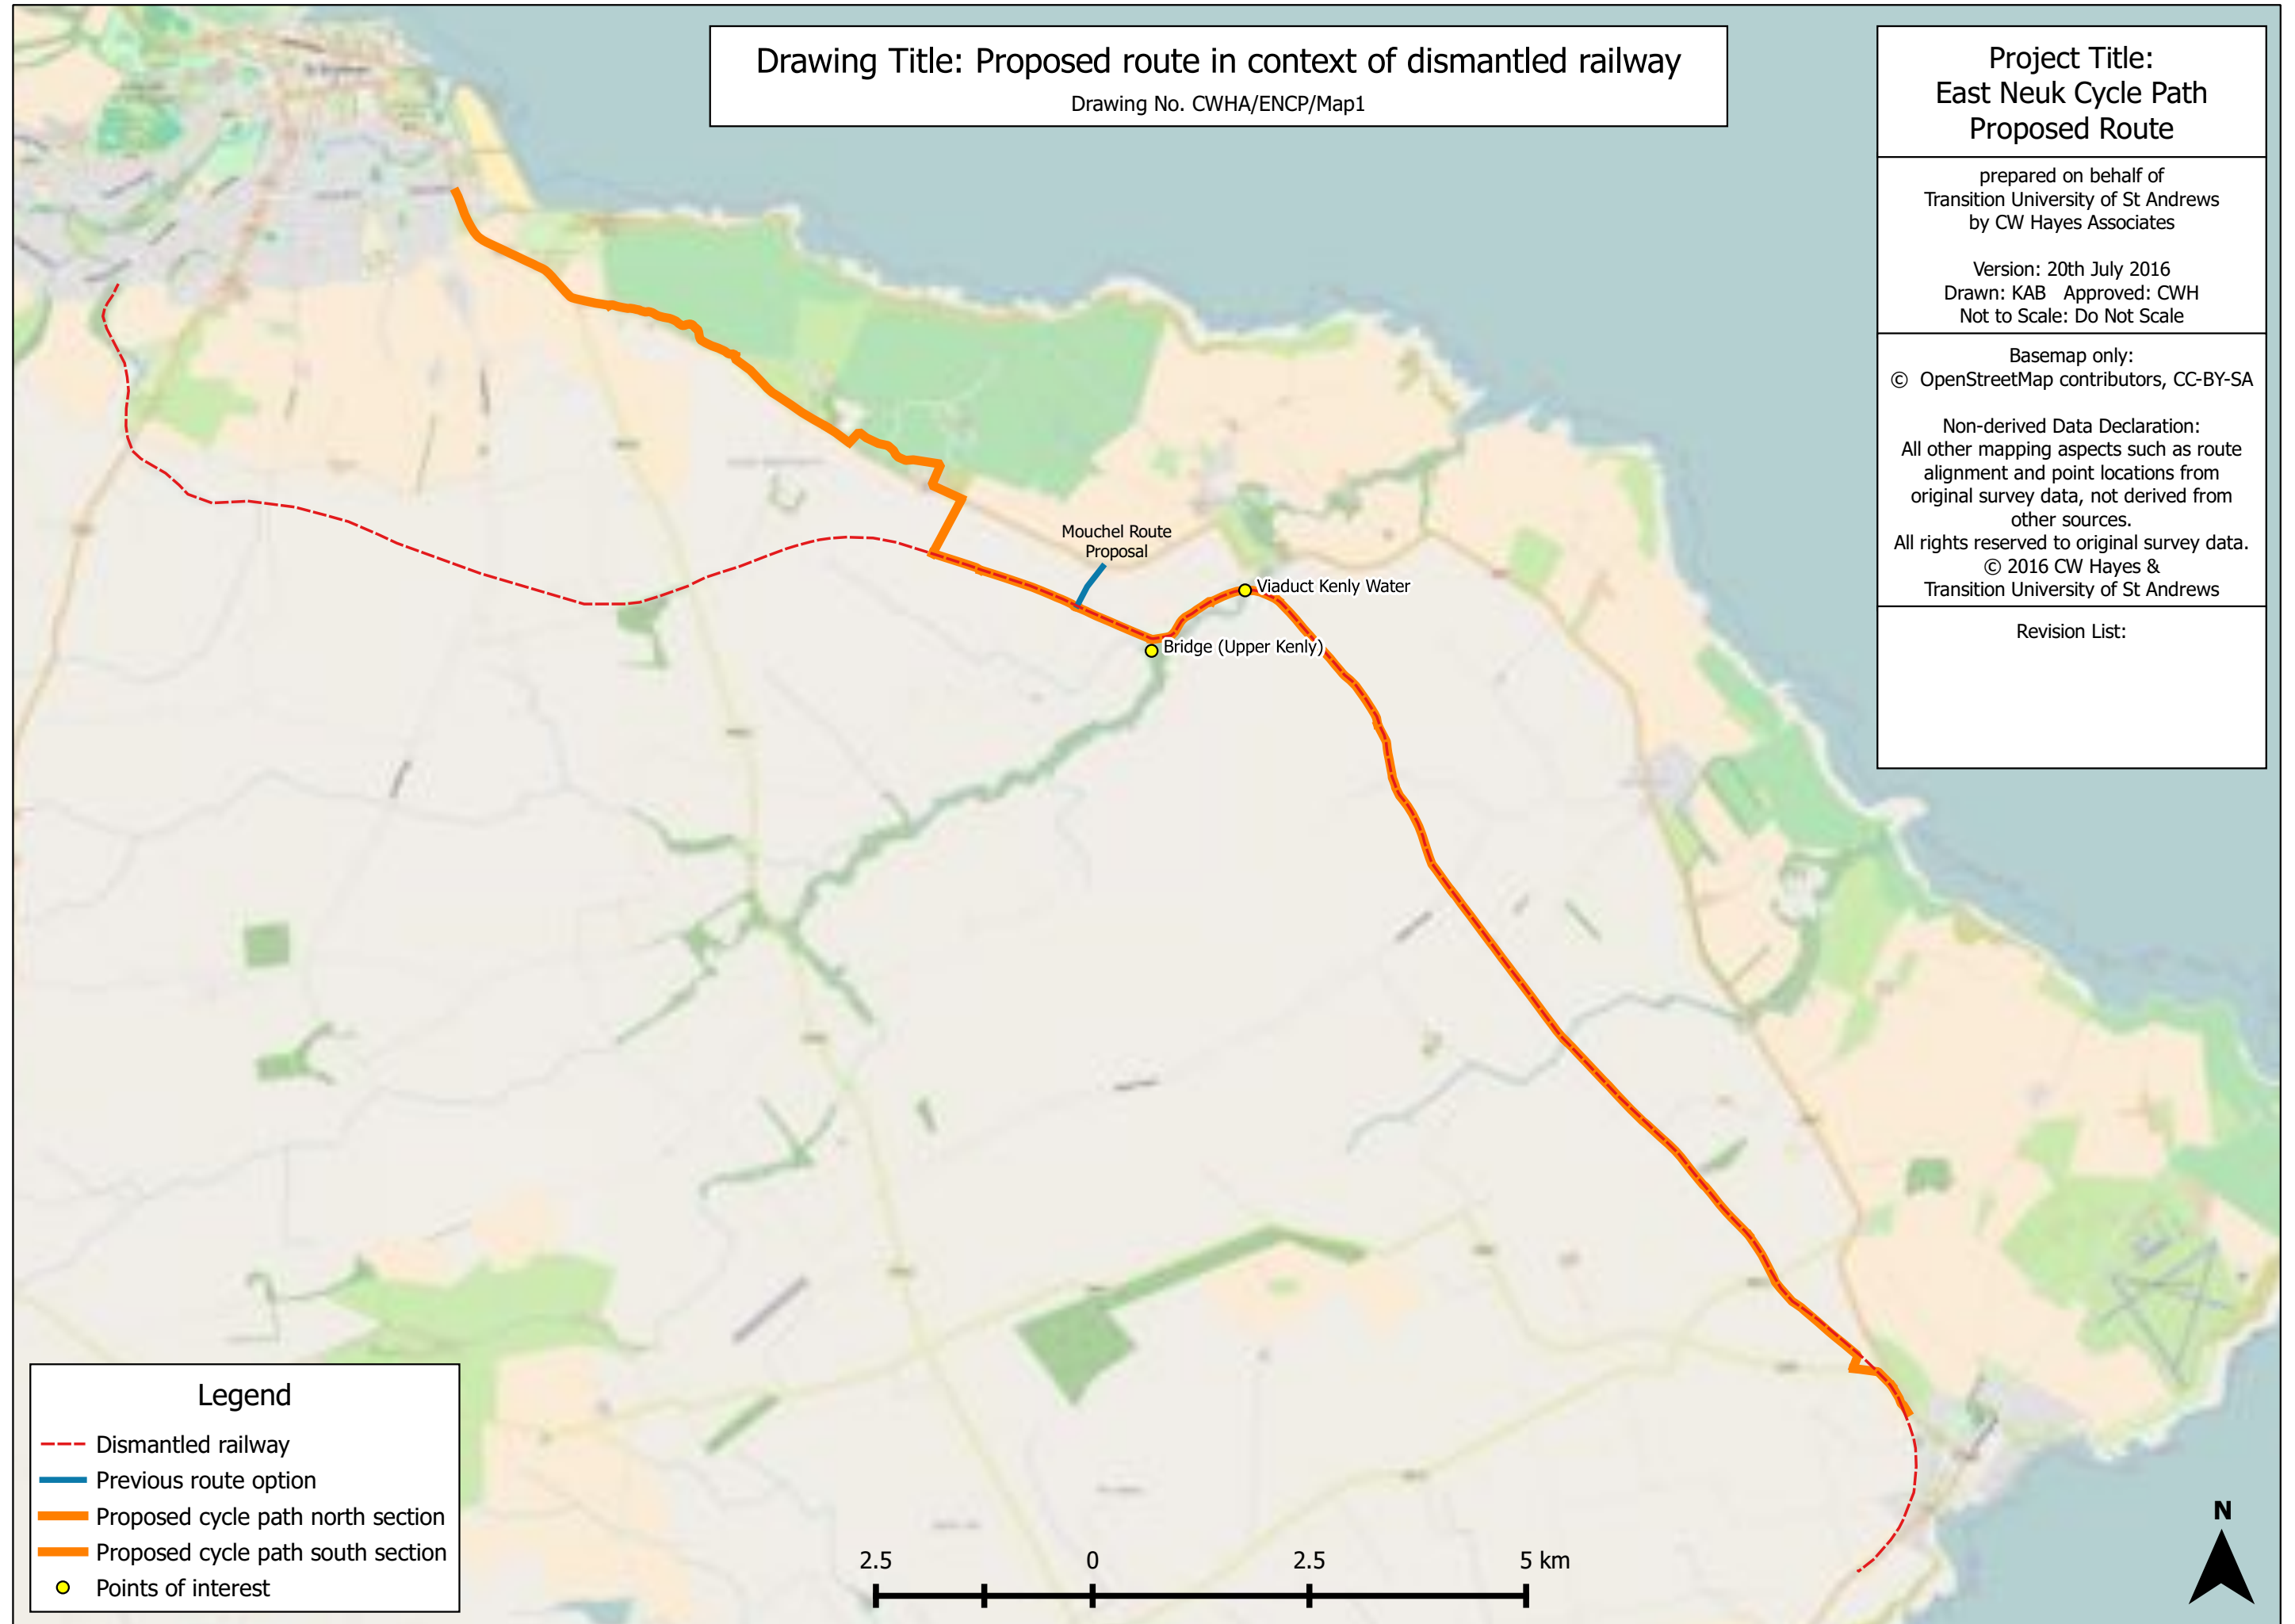 Drawing Title: Proposed route in context of dismantled railway
Drawing No. CWHA/ENCP/Map1
Project Title:
East Neuk Cycle Path
Proposed Route
prepared on behalf of
Transition University of St Andrews
by CW Hayes Associates
Version: 20th July 2016
Drawn: KAB Approved: CWH
Not to Scale: Do Not Scale
Basemap only:
© OpenStreetMap contributors, CC-BY-SA
Non-derived Data Declaration:
All other mapping aspects such as route
alignment and point locations from
original survey data, not derived from
other sources.
All rights reserved to original survey data.
© 2016 CW Hayes &
Transition University of St Andrews
Revision List:
Mouchel Route
Proposal
Viaduct Kenly Water
Bridge (Upper Kenly)
Legend
Dismantled railway
Previous route option
Proposed cycle path north section
Proposed cycle path south section
Points of interest
2.5 0 2.5 5 km
N